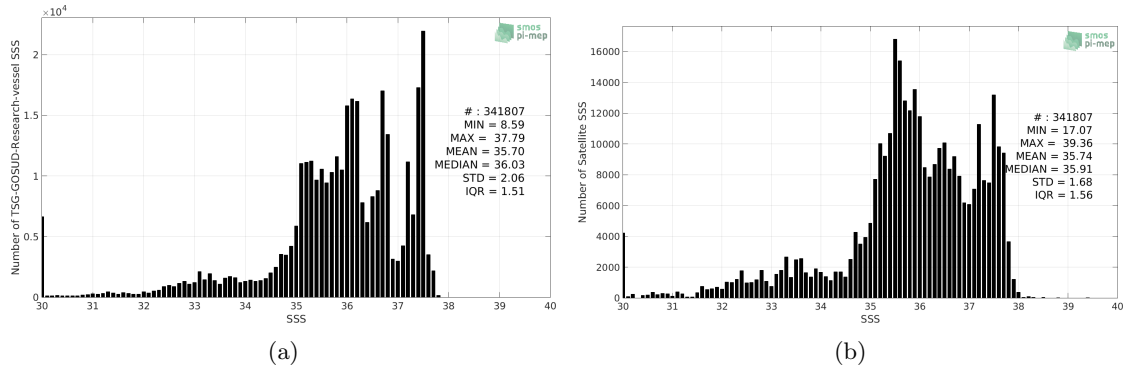 ×10⁴
smos
pi-mep
Number of TSG-GOSUD-Research-vessel SSS
2
1.5
1
0.5
0
# : 341807
MIN = 8.59
MAX = 37.79
MEAN = 35.70
MEDIAN = 36.03
STD = 2.06
IQR = 1.51
30 31 32 33 34 35 36 37 38 39 40
SSS
(a)
smos
pi-mep
Number of Satellite SSS
16000
14000
12000
10000
8000
6000
4000
2000
0
# : 341807
MIN = 17.07
MAX = 39.36
MEAN = 35.74
MEDIAN = 35.91
STD = 1.68
IQR = 1.56
30 31 32 33 34 35 36 37 38 39 40
SSS
(b)